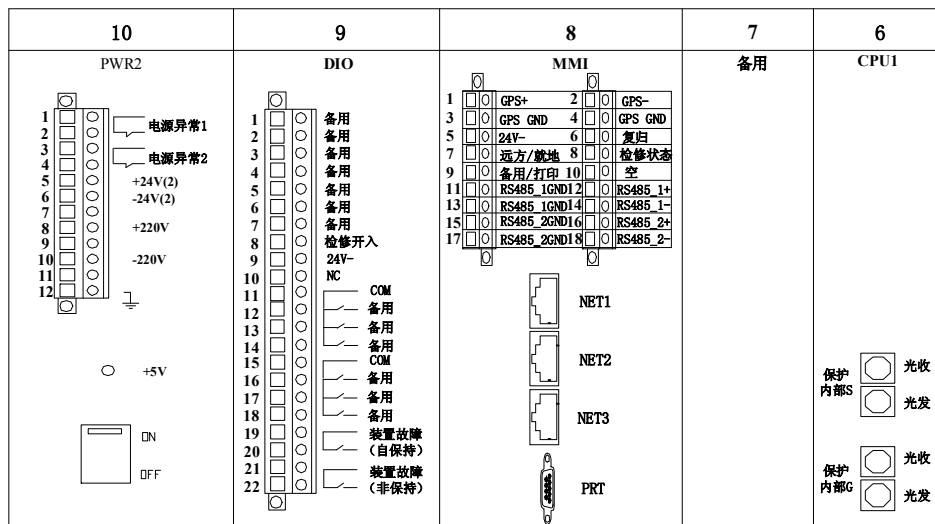 10
9
8
7
6
PWR2
DIO
MMI
备用
CPU1
1
2
3
4
5
6
7
8
9
10
11
12
电源异常1
电源异常2
+24V(2)
-24V(2)
+220V
-220V
+5V
ON
OFF
1 备用
2 备用
3 备用
4 备用
5 备用
6 备用
7 备用
8 检修开入
9 24V-
10 NC
11 COM
12 备用
13 备用
14 备用
15 COM
16 备用
17 备用
18 备用
19 装置故障
20 (自保持)
21 装置故障
22 (非保持)
1 GPS+ 2 GPS-
3 GPS GND 4 GPS GND
5 24V- 6 复归
7 远方/就地 8 检修状态
9 备用/打印 10 空
11 RS485_1GND 12 RS485_1+
13 RS485_1GND 14 RS485_1-
15 RS485_2GND 16 RS485_2+
17 RS485_2GND 18 RS485_2-
NET1
NET2
NET3
PRT
保护
内部S
光收
光发
保护
内部G
光收
光发